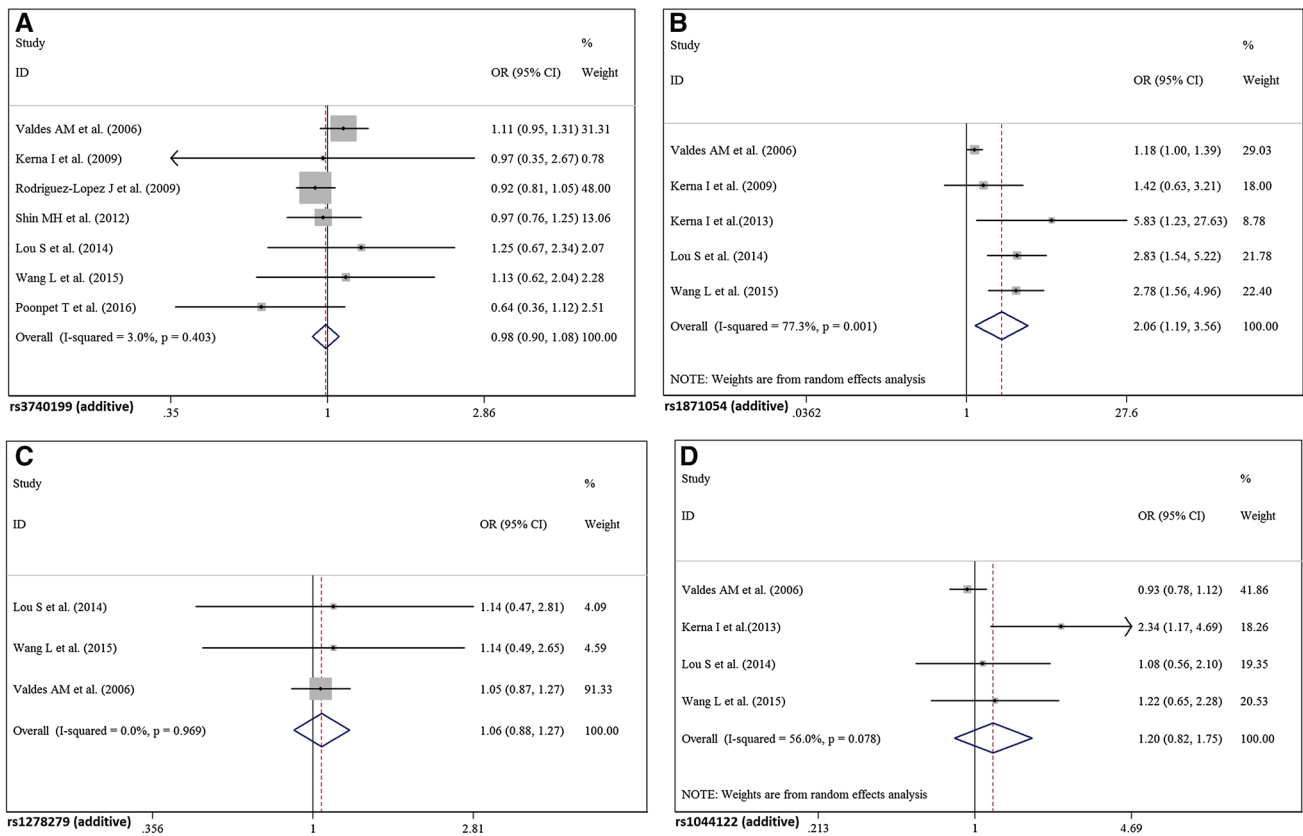 A
Study %
ID OR (95% CI) Weight
Valdes AM et al. (2006) 1.11 (0.95, 1.31) 31.31
Kerna I et al. (2009) 0.97 (0.35, 2.67) 0.78
Rodriguez-Lopez J et al. (2009) 0.92 (0.81, 1.05) 48.00
Shin MH et al. (2012) 0.97 (0.76, 1.25) 13.06
Lou S et al. (2014) 1.25 (0.67, 2.34) 2.07
Wang L et al. (2015) 1.13 (0.62, 2.04) 2.28
Poonpet T et al. (2016) 0.64 (0.36, 1.12) 2.51
Overall (I-squared = 3.0%, p = 0.403) 0.98 (0.90, 1.08) 100.00
rs3740199 (additive) .35 1 2.86
B
Study %
ID OR (95% CI) Weight
Valdes AM et al. (2006) 1.18 (1.00, 1.39) 29.03
Kerna I et al. (2009) 1.42 (0.63, 3.21) 18.00
Kerna I et al.(2013) 5.83 (1.23, 27.63) 8.78
Lou S et al. (2014) 2.83 (1.54, 5.22) 21.78
Wang L et al. (2015) 2.78 (1.56, 4.96) 22.40
Overall (I-squared = 77.3%, p = 0.001) 2.06 (1.19, 3.56) 100.00
NOTE: Weights are from random effects analysis
rs1871054 (additive) .0362 1 27.6
C
Study %
ID OR (95% CI) Weight
Lou S et al. (2014) 1.14 (0.47, 2.81) 4.09
Wang L et al. (2015) 1.14 (0.49, 2.65) 4.59
Valdes AM et al. (2006) 1.05 (0.87, 1.27) 91.33
Overall (I-squared = 0.0%, p = 0.969) 1.06 (0.88, 1.27) 100.00
rs1278279 (additive) .356 1 2.81
D
Study %
ID OR (95% CI) Weight
Valdes AM et al. (2006) 0.93 (0.78, 1.12) 41.86
Kerna I et al.(2013) 2.34 (1.17, 4.69) 18.26
Lou S et al. (2014) 1.08 (0.56, 2.10) 19.35
Wang L et al. (2015) 1.22 (0.65, 2.28) 20.53
Overall (I-squared = 56.0%, p = 0.078) 1.20 (0.82, 1.75) 100.00
NOTE: Weights are from random effects analysis
rs1044122 (additive) .213 1 4.69